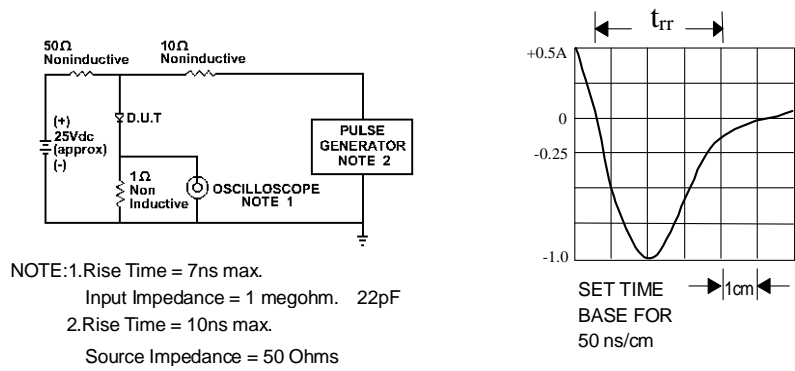 50Ω
Noninductive
10Ω
Noninductive
(+)
25Vdc
(approx)
(-)
D.U.T
PULSE
GENERATOR
NOTE 2
1Ω
Non
Inductive
OSCILLOSCOPE
NOTE 1
NOTE:1.Rise Time = 7ns max.
Input Impedance = 1 megohm. 22pF
2.Rise Time = 10ns max.
Source Impedance = 50 Ohms
trr
+0.5A
0
-0.25
-1.0
1cm
SET TIME
BASE FOR
50 ns/cm